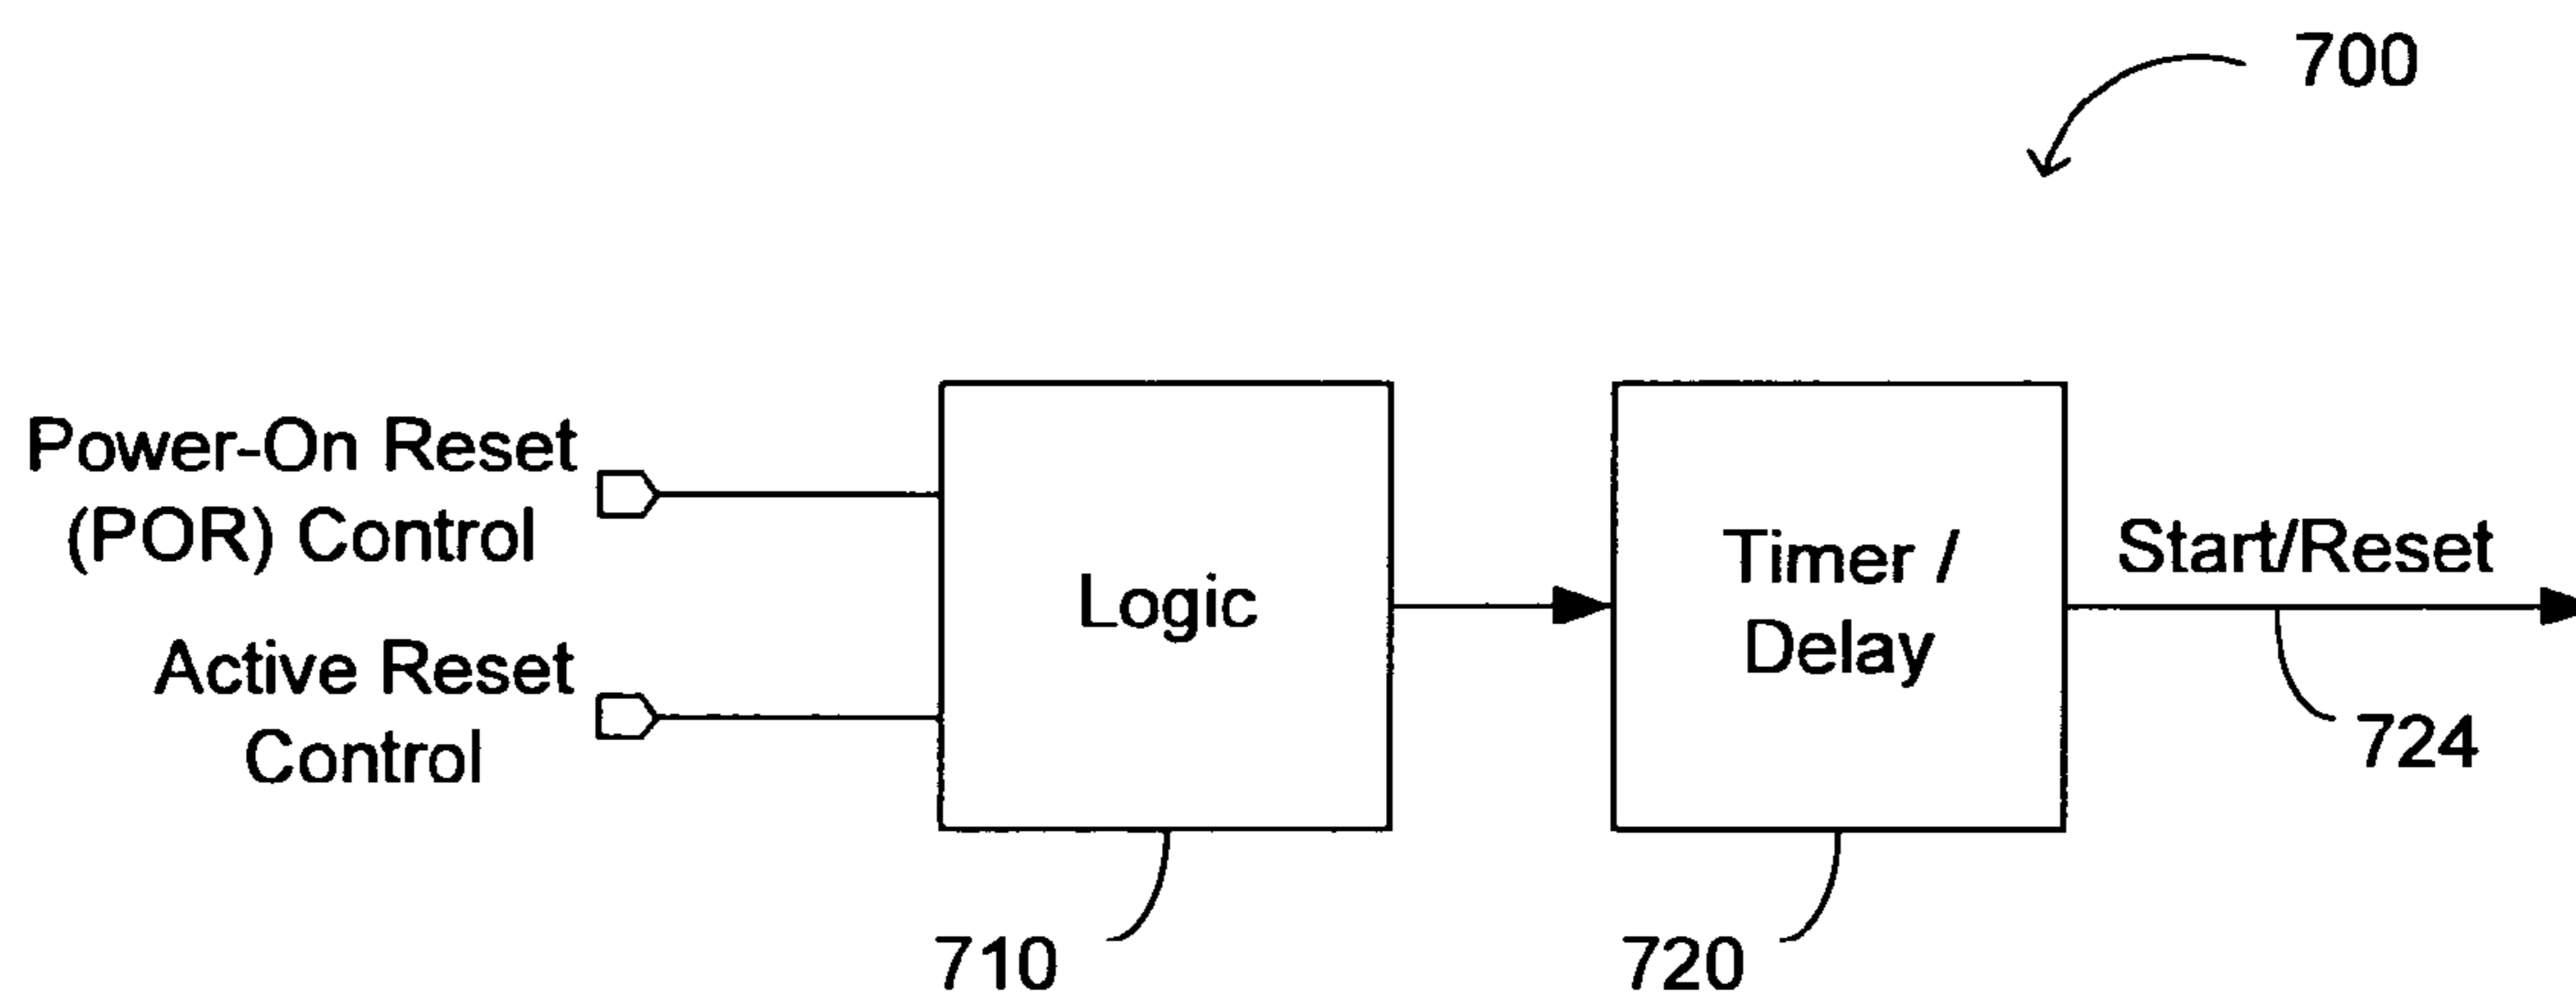 700
Power-On Reset
(POR) Control
Active Reset
Control
Logic
Timer /
Delay
Start/Reset
724
710
720